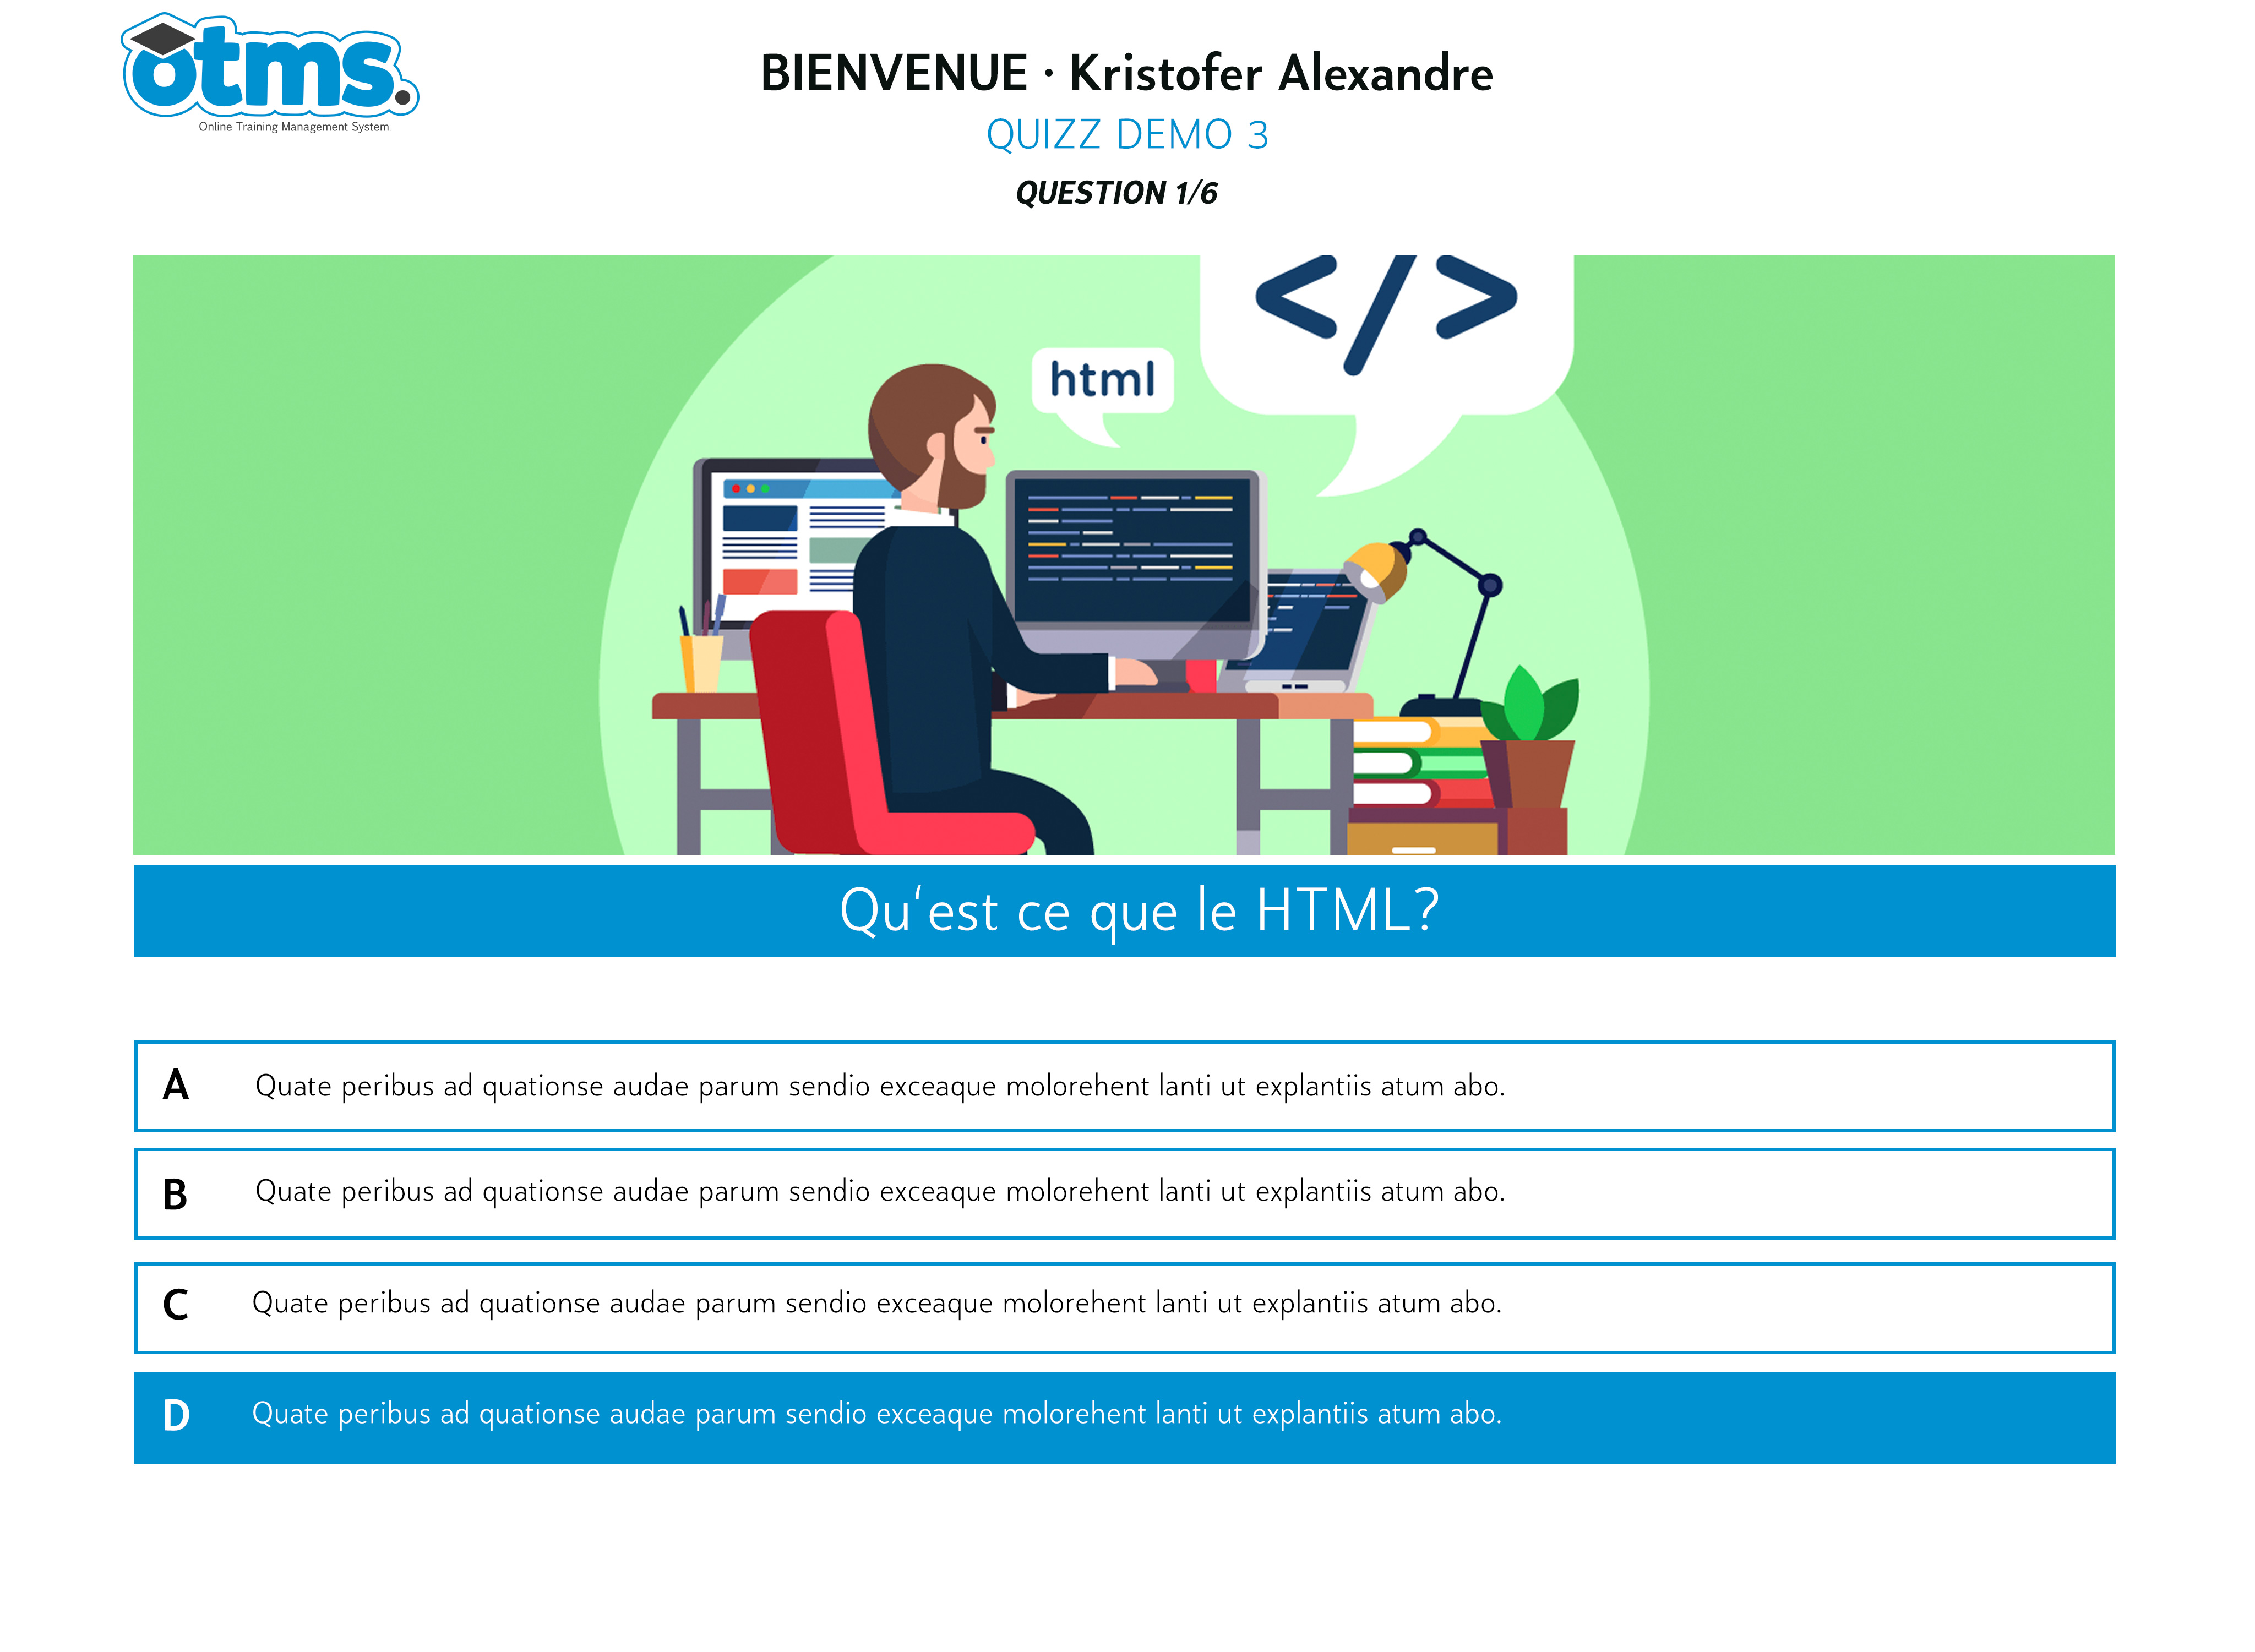 otms.
Online Training Management System.
BIENVENUE · Kristofer Alexandre
QUIZZ DEMO 3
QUESTION 1/6
</>
html
Qu‘est ce que le HTML?
A Quate peribus ad quationse audae parum sendio exceaque molorehent lanti ut explantiis atum abo.
B Quate peribus ad quationse audae parum sendio exceaque molorehent lanti ut explantiis atum abo.
C Quate peribus ad quationse audae parum sendio exceaque molorehent lanti ut explantiis atum abo.
D Quate peribus ad quationse audae parum sendio exceaque molorehent lanti ut explantiis atum abo.